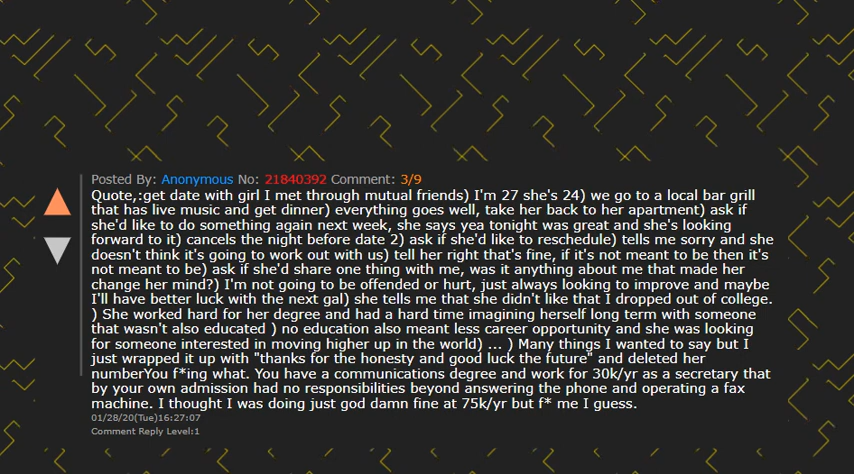 Posted By: Anonymous No: 21840392 Comment: 3/9
Quote,:get date with girl I met through mutual friends) I'm 27 she's 24) we go to a local bar grill
that has live music and get dinner) everything goes well, take her back to her apartment) ask if
she'd like to do something again next week, she says yea tonight was great and she's looking
forward to it) cancels the night before date 2) ask if she'd like to reschedule) tells me sorry and she
doesn't think it's going to work out with us) tell her right that's fine, if it's not meant to be then it's
not meant to be) ask if she'd share one thing with me, was it anything about me that made her
change her mind?) I'm not going to be offended or hurt, just always looking to improve and maybe
I'll have better luck with the next gal) she tells me that she didn't like that I dropped out of college.
) She worked hard for her degree and had a hard time imagining herself long term with someone
that wasn't also educated ) no education also meant less career opportunity and she was looking
for someone interested in moving higher up in the world) ... ) Many things I wanted to say but I
just wrapped it up with "thanks for the honesty and good luck the future" and deleted her
numberYou f*ing what. You have a communications degree and work for 30k/yr as a secretary that
by your own admission had no responsibilities beyond answering the phone and operating a fax
machine. I thought I was doing just god damn fine at 75k/yr but f* me I guess.
01/28/20(Tue)16:27:07
Comment Reply Level:1